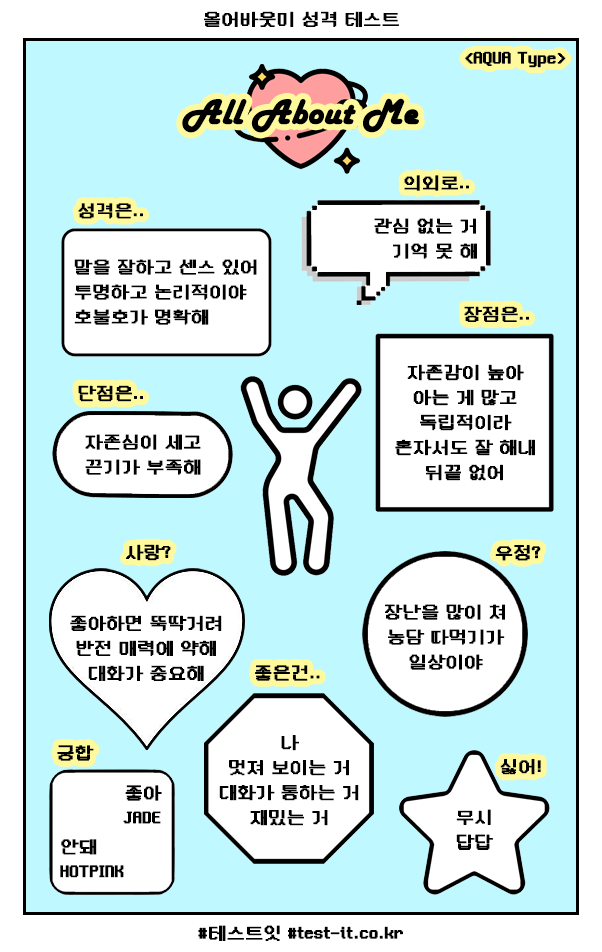 올어바웃미 성격 테스트
<AQUA Type>
All About Me
의외로..
관심 없는 거
기억 못 해
성격은..
말을 잘하고 센스 있어
투명하고 논리적이야
호불호가 명확해
장점은..
자존감이 높아
아는 게 많고
독립적이라
혼자서도 잘 해내
뒤끝 없어
단점은..
자존심이 세고
끈기가 부족해
사랑?
좋아하면 뚝딱거려
반전 매력에 약해
대화가 중요해
우정?
장난을 많이 쳐
농담 따먹기가
일상이야
좋은건..
나
멋져 보이는 거
대화가 통하는 거
재밌는 거
궁합
좋아
JADE
안돼
HOTPINK
싫어!
무시
답답
#테스트잇 #test-it.co.kr